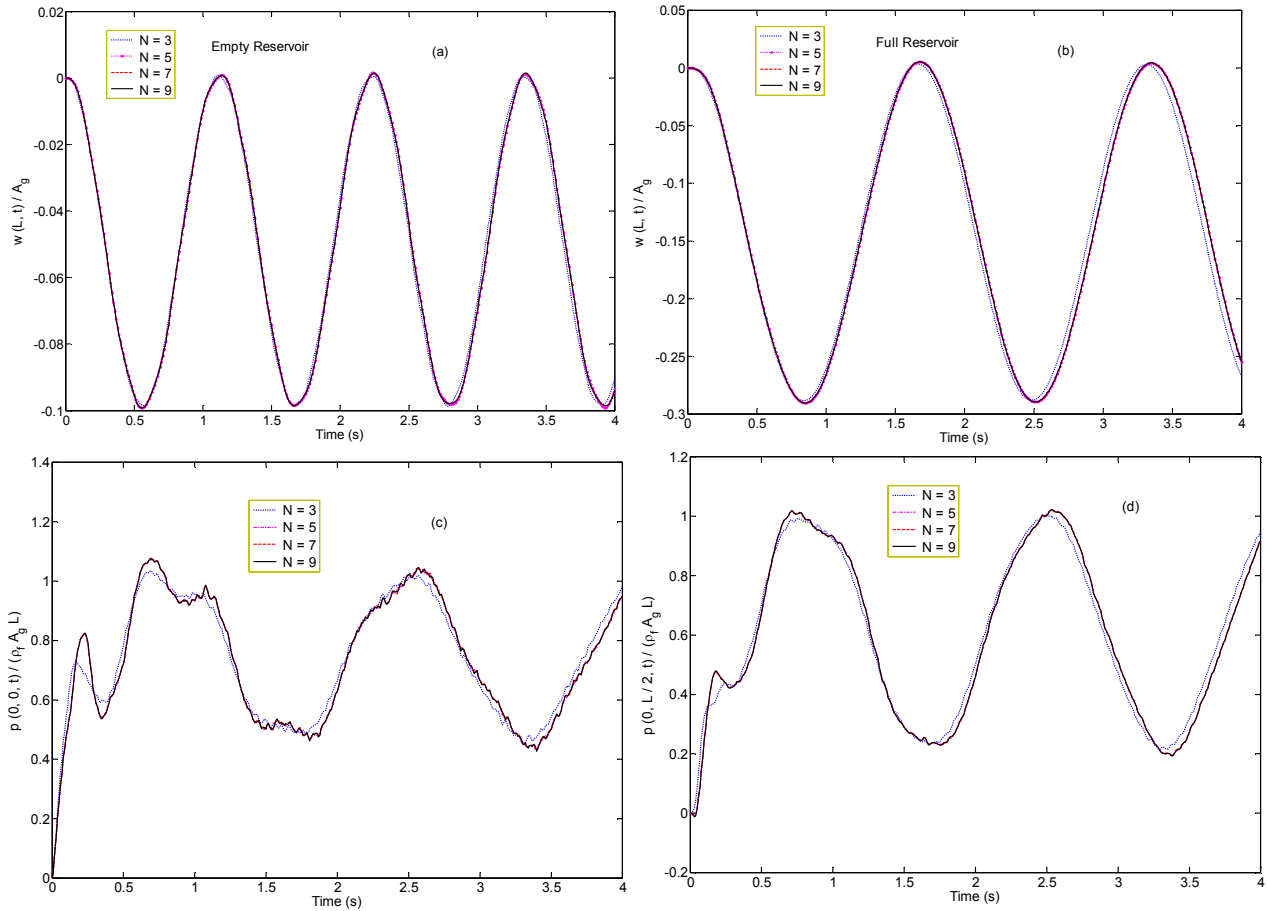 0.02
0
-0.02
-0.04
-0.06
-0.08
-0.1
w (L, t) / A_g
N = 3
N = 5
N = 7
N = 9
Empty Reservoir
(a)
0 0.5 1 1.5 2 2.5 3 3.5 4
Time (s)
0.05
0
-0.05
-0.1
-0.15
-0.2
-0.25
-0.3
w (L, t) / A_g
N = 3
N = 5
N = 7
N = 9
Full Reservoir
(b)
0 0.5 1 1.5 2 2.5 3 3.5 4
Time (s)
1.4
1.2
1
0.8
0.6
0.4
0.2
0
p (0, 0, t) / (ρ_f A_g L)
N = 3
N = 5
N = 7
N = 9
(c)
0 0.5 1 1.5 2 2.5 3 3.5 4
Time (s)
1.2
1
0.8
0.6
0.4
0.2
0
-0.2
p (0, L / 2, t) / (ρ_f A_g L)
N = 3
N = 5
N = 7
N = 9
(d)
0 0.5 1 1.5 2 2.5 3 3.5 4
Time (s)